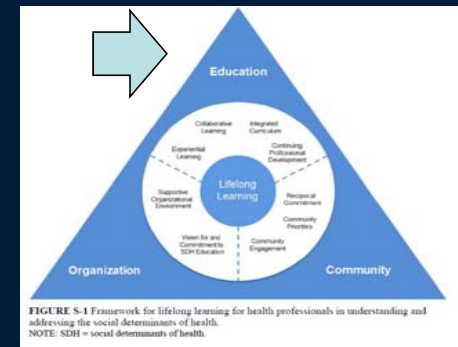 Education
Collaborative
Learning
Integrated
Curriculum
Experiential
Learning
Continuing
Professional
Development
Lifelong
Learning
Supportive
Organizational
Environment
Reciprocal
Commitment
Community
Priorities
Vision for and
Commitment to
SDH Education
Community
Engagement
Organization
Community
FIGURE S-1 Framework for lifelong learning for health professionals in understanding and
addressing the social determinants of health.
NOTE: SDH = social determinants of health.